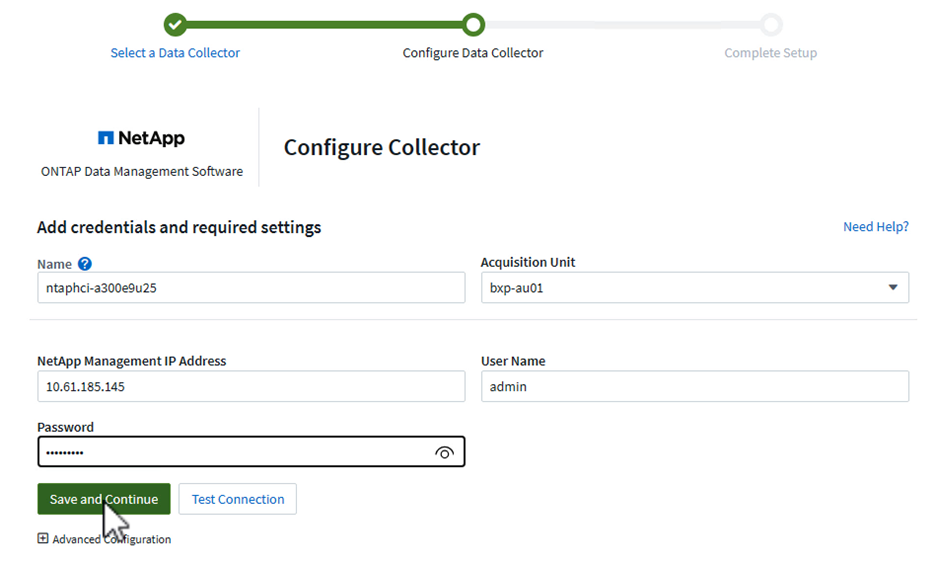 Select a Data Collector
Configure Data Collector
Complete Setup
NetApp
ONTAP Data Management Software
Configure Collector
Add credentials and required settings
Need Help?
Name ?
Acquisition Unit
ntaphci-a300e9u25
bxp-au01
NetApp Management IP Address
User Name
10.61.185.145
admin
Password
•••••••••
Save and Continue
Test Connection
Advanced Configuration